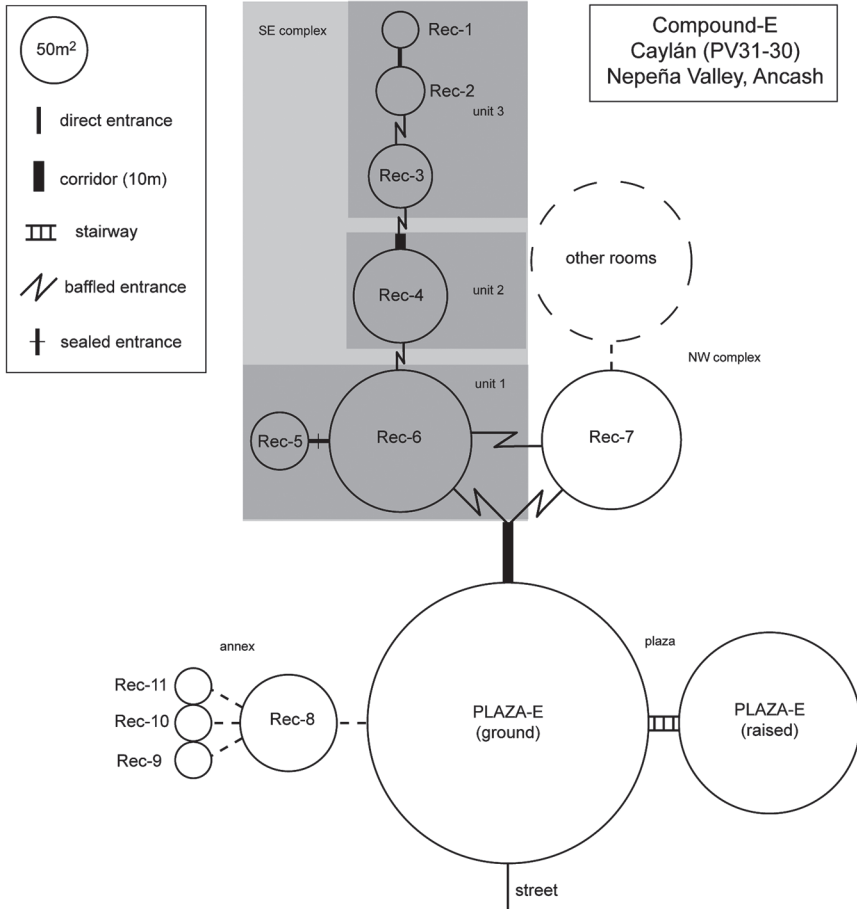 50m²
direct entrance
corridor (10m)
stairway
baffled entrance
sealed entrance
SE complex
Rec-1
Rec-2
unit 3
Rec-3
Compound-E
Caylán (PV31-30)
Nepeña Valley, Ancash
Rec-4
unit 2
other rooms
NW complex
unit 1
Rec-5
Rec-6
Rec-7
annex
plaza
Rec-11
Rec-10
Rec-9
Rec-8
PLAZA-E
(ground)
PLAZA-E
(raised)
street